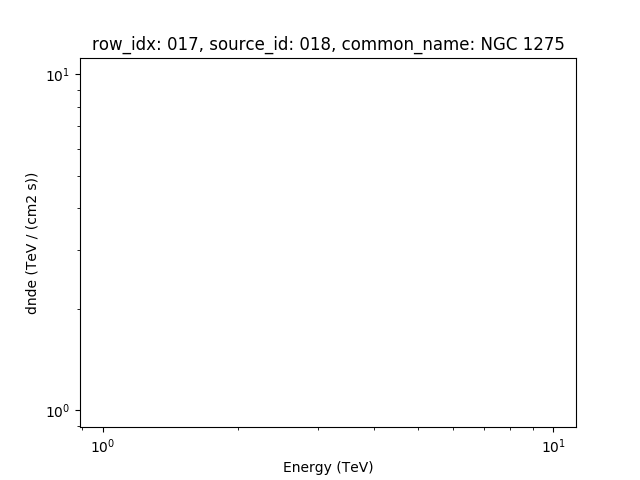 row_idx: 017, source_id: 018, common_name: NGC 1275
10¹
dnde (TeV / (cm2 s))
10⁰
10⁰ 10¹
Energy (TeV)